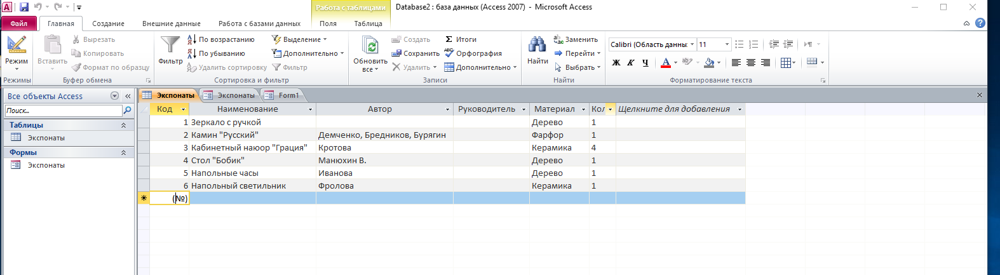 Работа с таблицами
Database2 : база данных (Access 2007) - Microsoft Access
Файл Главная Создание Внешние данные Работа с базами данных Поля Таблица
Режим
Режимы
Вставить
Вырезать
Копировать
Формат по образцу
Буфер обмена
Фильтр
По возрастанию
По убыванию
Удалить сортировку
Выделение
Дополнительно
Фильтр
Сортировка и фильтр
Обновить
все
Создать
Сохранить
Удалить
Итоги
Орфография
Дополнительно
Записи
Найти
Заменить
Перейти
Выбрать
Найти
Calibri (Область данны: 11
Ж К Ч А
Форматирование текста
Все объекты Access
Поиск...
Таблицы
Экспонаты
Формы
Экспонаты
Экспонаты Экспонаты Form1
Код Наименование Автор Руководитель Материал Кол Щелкните для добавления
1 Зеркало с ручкой Дерево 1
2 Камин "Русский" Демченко, Бредников, Бурягин Фарфор 1
3 Кабинетный наюор "Грация" Кротова Керамика 4
4 Стол "Бобик" Манюхин В. Дерево 1
5 Напольные часы Иванова Дерево 1
6 Напольный светильник Фролова Керамика 1
(№)